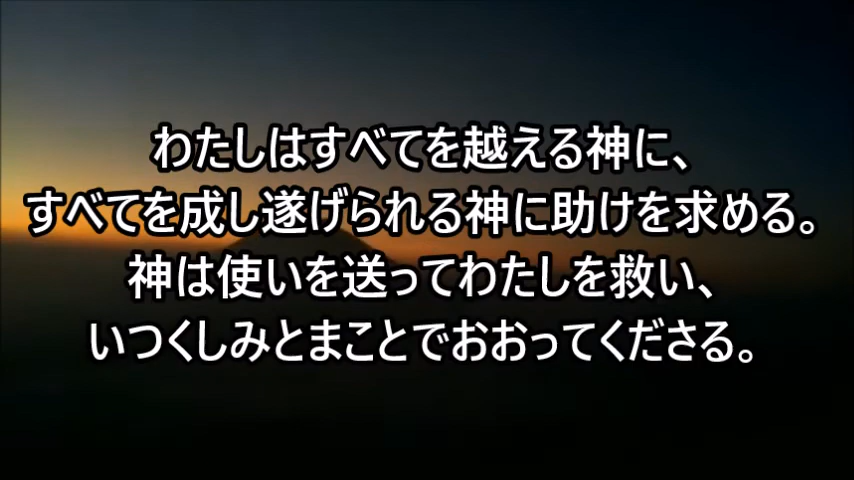 わたしはすべてを越える神に、
すべてを成し遂げられる神に助けを求める。
神は使いを送ってわたしを救い、
いつくしみとまことでおおってくださる。